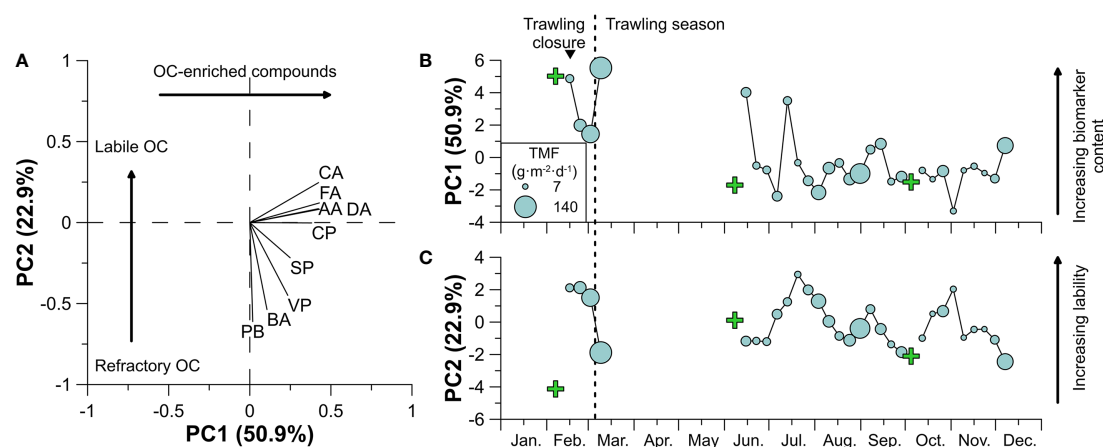 A
1
0.5
0
-0.5
-1
PC2 (22.9%)
-1
-0.5
0
0.5
1
PC1 (50.9%)
OC-enriched compounds
Labile OC
Refractory OC
CA
FA
AA DA
CP
SP
VP
BA
PB
Trawling
closure
Trawling season
B
6
4
2
0
-2
-4
PC1 (50.9%)
TMF
(g·m-2·d-1)
7
140
Increasing biomarker
content
C
4
2
0
-2
-4
-6
PC2 (22.9%)
Increasing lability
Jan. Feb. Mar. Apr. May Jun. Jul. Aug. Sep. Oct. Nov. Dec.